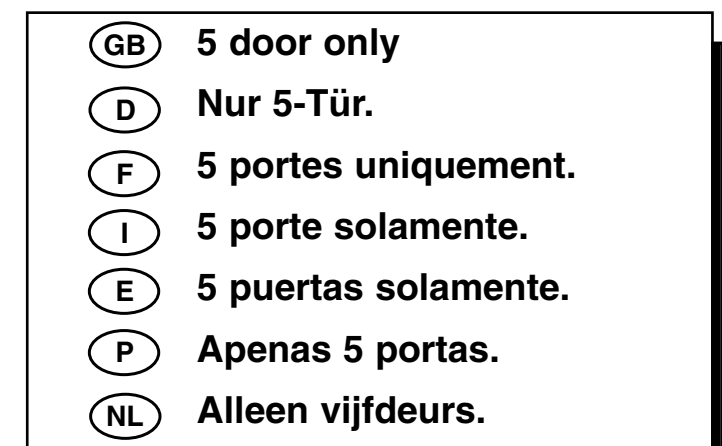 GB 5 door only
D Nur 5-Tür.
F 5 portes uniquement.
I 5 porte solamente.
E 5 puertas solamente.
P Apenas 5 portas.
NL Alleen vijfdeurs.